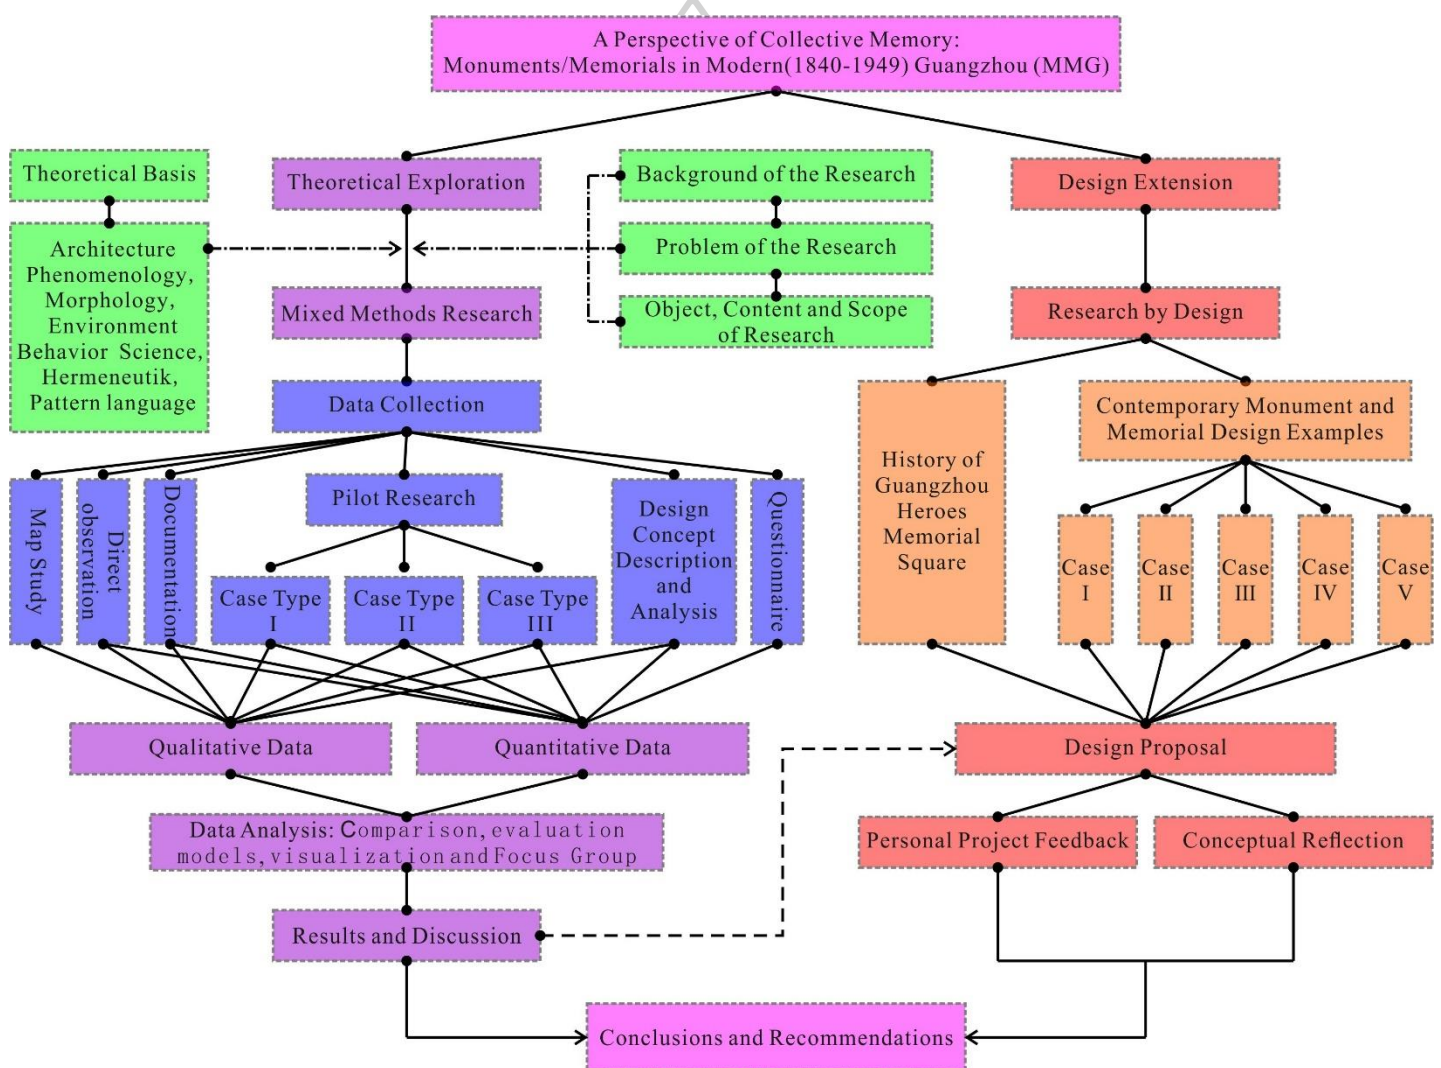 A Perspective of Collective Memory:
Monuments/Memorials in Modern(1840-1949) Guangzhou (MMG)
Theoretical Basis
Theoretical Exploration
Background of the Research
Design Extension
Architecture
Phenomenology,
Morphology,
Environment
Behavior Science,
Hermeneutik,
Pattern language
Problem of the Research
Mixed Methods Research
Object, Content and Scope
of Research
Research by Design
Data Collection
History of
Guangzhou
Heroes
Memorial
Square
Contemporary Monument and
Memorial Design Examples
Map Study
Direct
observation
Documentation
Pilot Research
Case Type
I
Case Type
II
Case Type
III
Design
Concept
Description
and
Analysis
Questionnaire
Case
I
Case
II
Case
III
Case
IV
Case
V
Qualitative Data
Quantitative Data
Design Proposal
Data Analysis: Comparison, evaluation
models, visualization and Focus Group
Personal Project Feedback
Conceptual Reflection
Results and Discussion
Conclusions and Recommendations